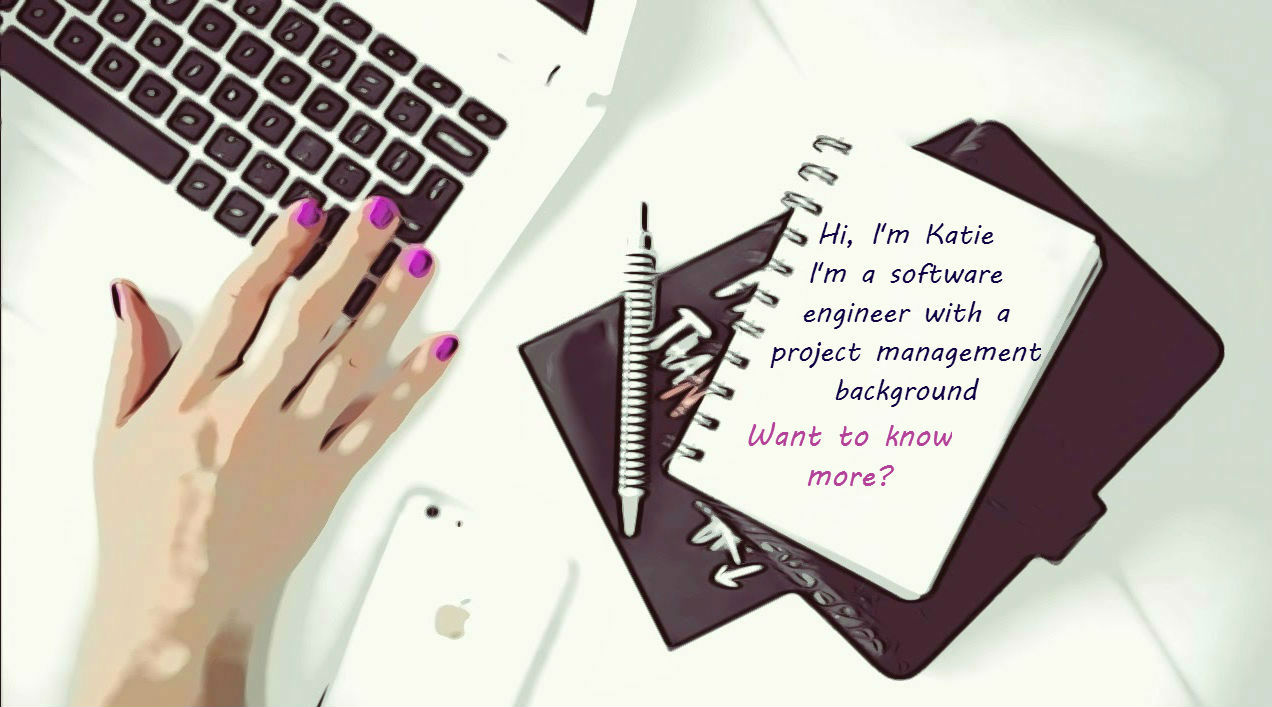 Hi, I'm Katie
I'm a software
engineer with a
project management
background
Want to know
more?